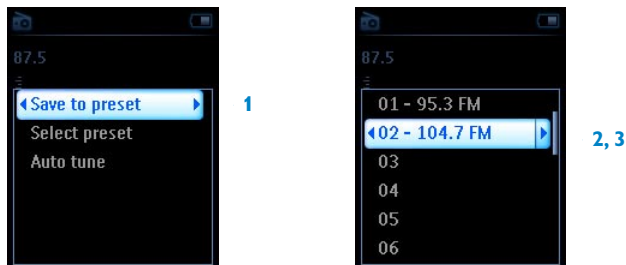 87.5
Save to preset
Select preset
Auto tune
1
87.5
01 - 95.3 FM
02 - 104.7 FM
03
04
05
06
2, 3